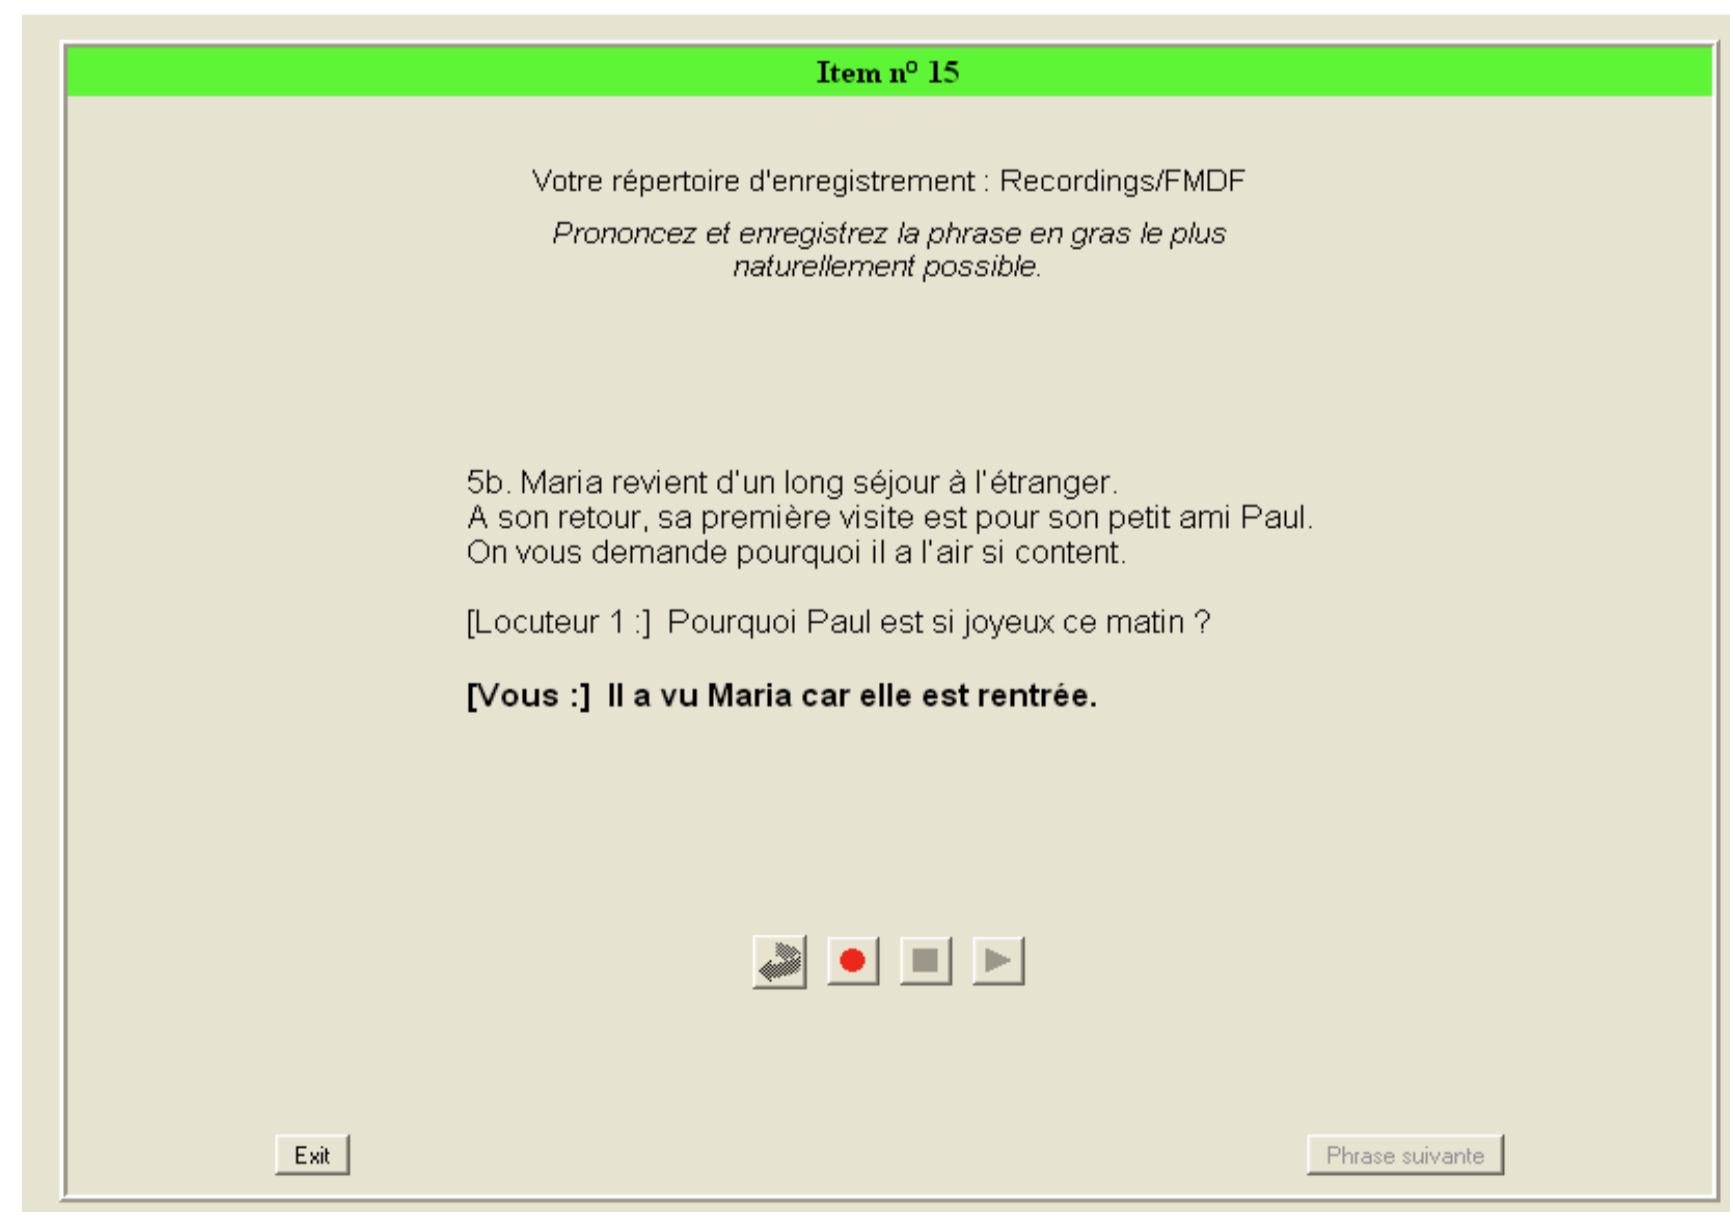 Item nº 15
Votre répertoire d'enregistrement : Recordings/FMDF
Prononcez et enregistrez la phrase en gras le plus
naturellement possible.
5b. Maria revient d'un long séjour à l'étranger.
A son retour, sa première visite est pour son petit ami Paul.
On vous demande pourquoi il a l'air si content.
[Locuteur 1 :] Pourquoi Paul est si joyeux ce matin ?
[Vous :] Il a vu Maria car elle est rentrée.
Exit
Phrase suivante